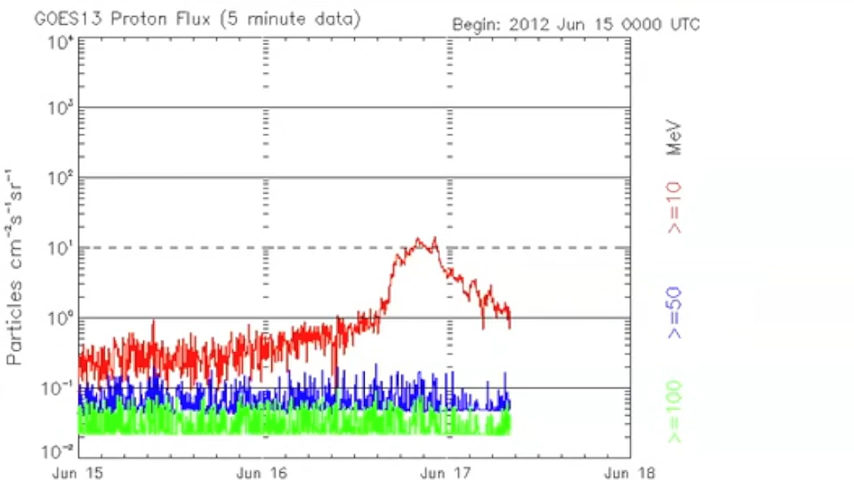 GOES13 Proton Flux (5 minute data)
Begin: 2012 Jun 15 0000 UTC
Particles cm⁻²s⁻¹sr⁻¹
10⁴
10³
10²
10¹
10⁰
10⁻¹
10⁻²
Jun 15
Jun 16
Jun 17
Jun 18
MeV
>=10
>=50
>=100